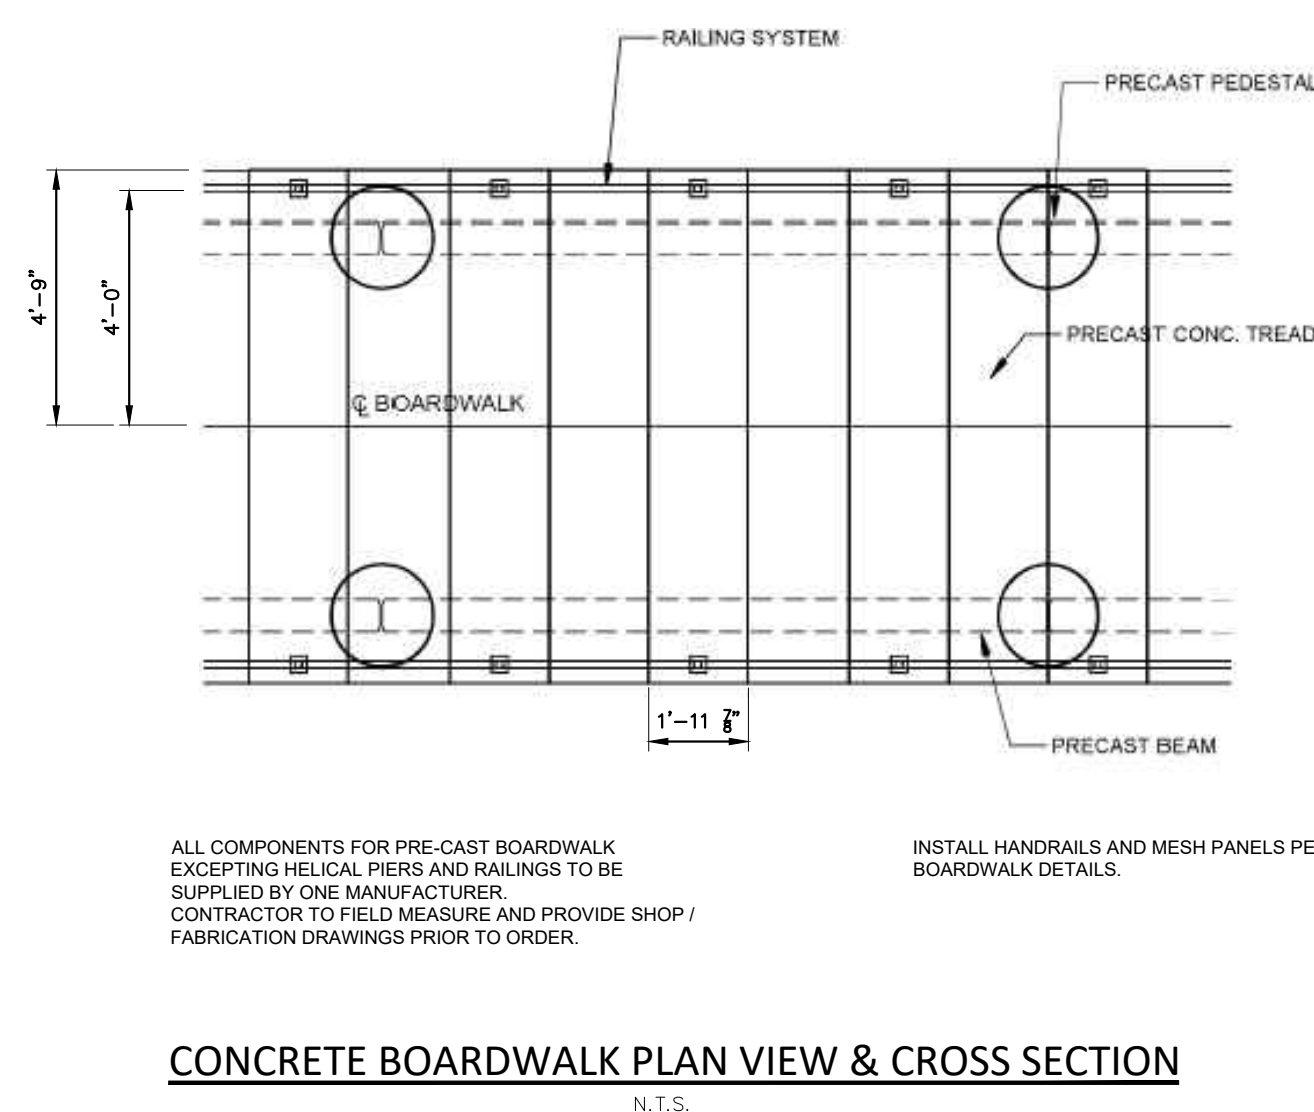 RAILING SYSTEM
PRECAST PEDESTAL
4'-9"
4'-0"
PRECAST CONC. TREAD
℄ BOARDWALK
1'-11 7/8"
PRECAST BEAM
ALL COMPONENTS FOR PRE-CAST BOARDWALK
EXCEPTING HELICAL PIERS AND RAILINGS TO BE
SUPPLIED BY ONE MANUFACTURER.
CONTRACTOR TO FIELD MEASURE AND PROVIDE SHOP /
FABRICATION DRAWINGS PRIOR TO ORDER.
INSTALL HANDRAILS AND MESH PANELS PE
BOARDWALK DETAILS.
CONCRETE BOARDWALK PLAN VIEW & CROSS SECTION
N.T.S.